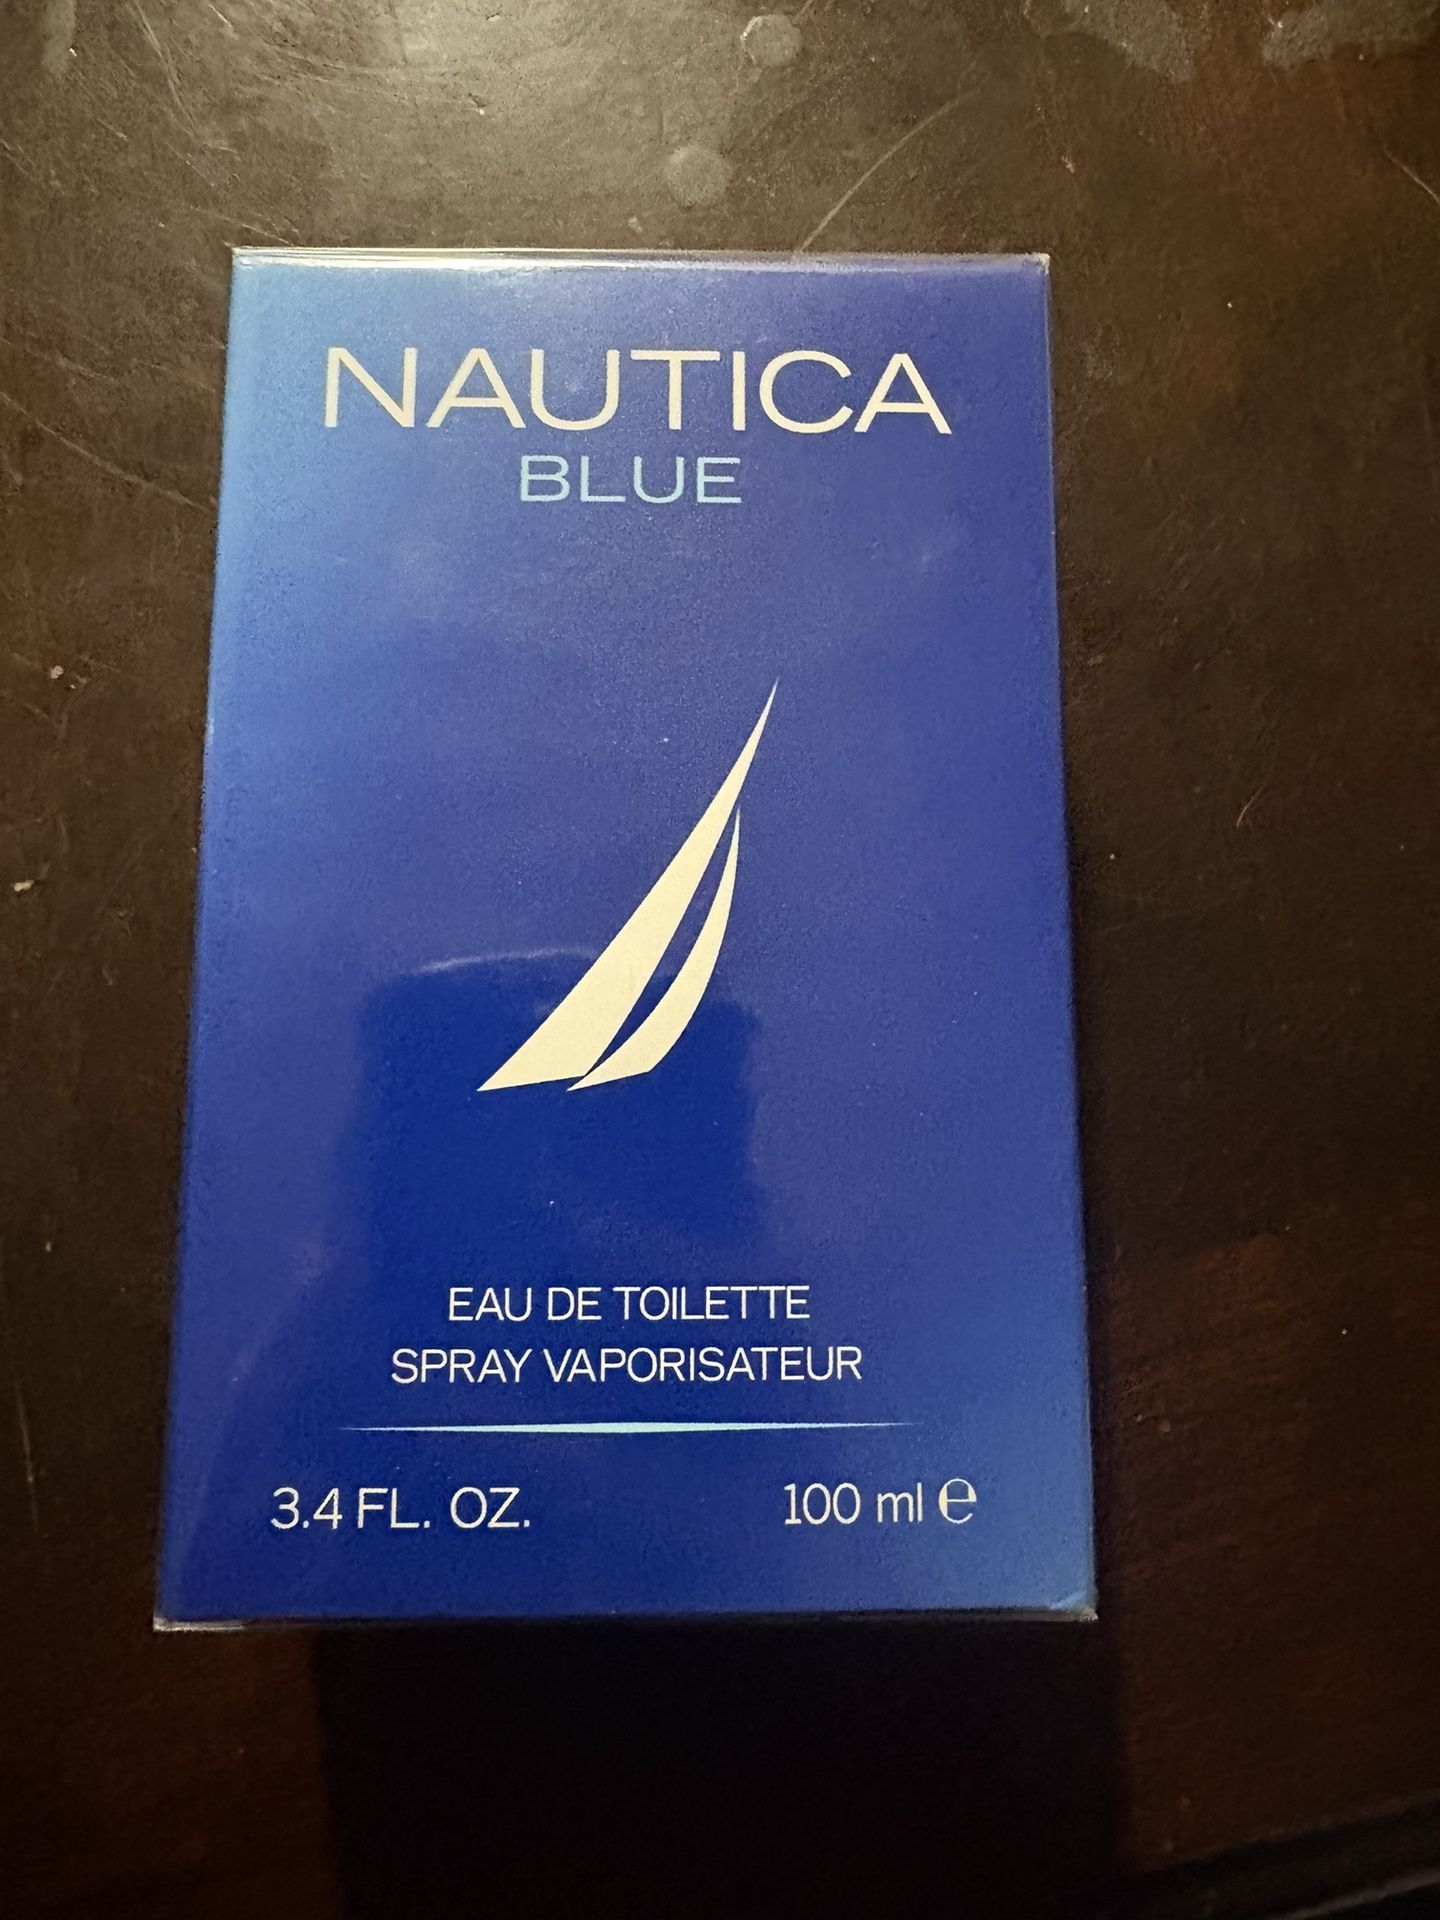 NAUTICA
BLUE
EAU DE TOILETTE
SPRAY VAPORISATEUR
3.4 FL. OZ. 100 ml ℮